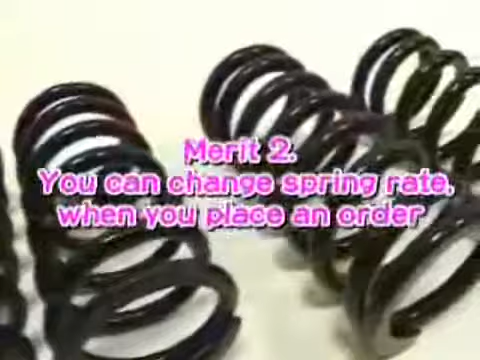 Merit 2.
You can change spring rate,
when you place an order